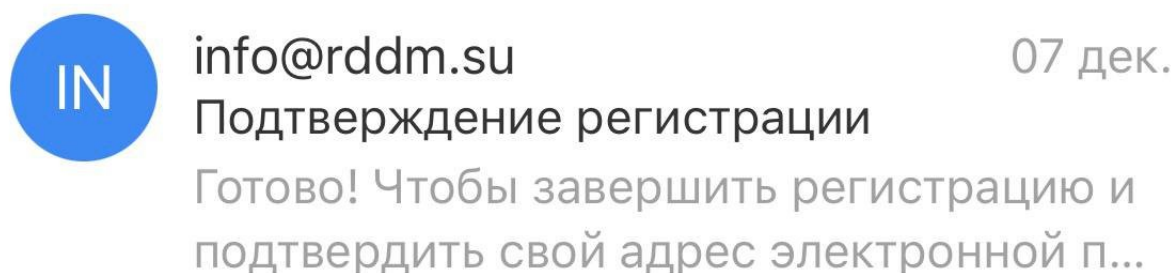 IN
info@rddm.su
07 дек.
Подтверждение регистрации
Готово! Чтобы завершить регистрацию и
подтвердить свой адрес электронной п...